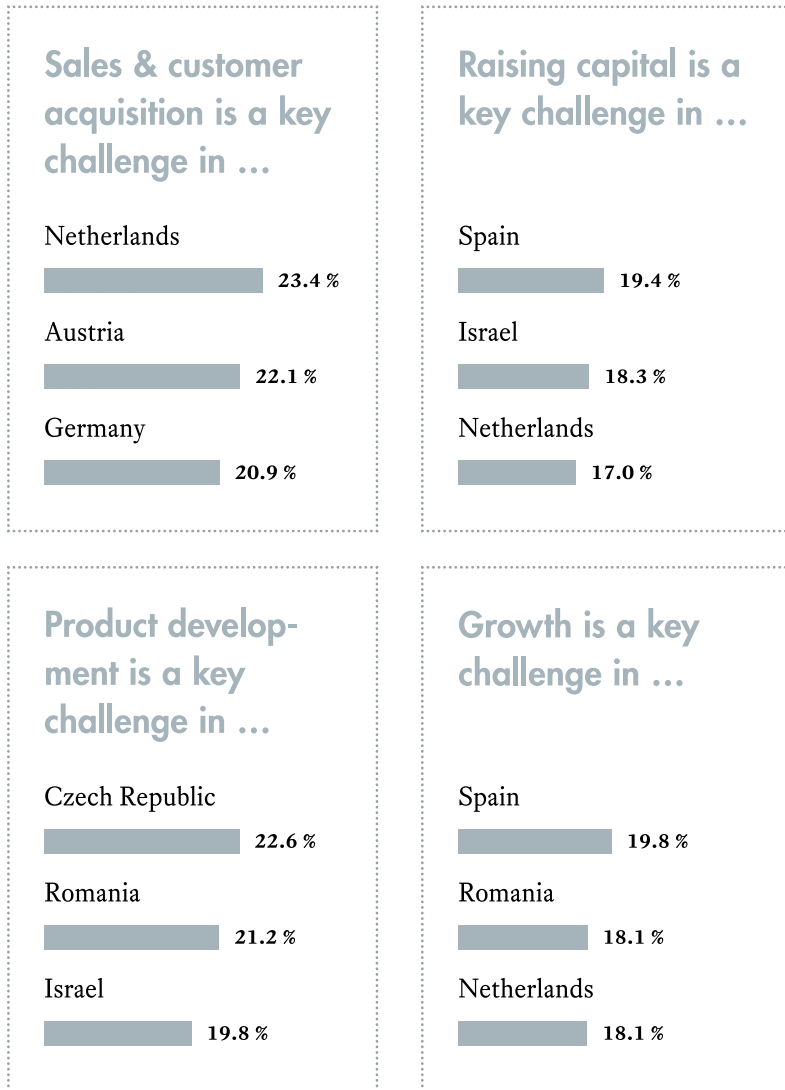 Sales & customer
acquisition is a key
challenge in …
Netherlands
23.4 %
Austria
22.1 %
Germany
20.9 %
Raising capital is a
key challenge in …
Spain
19.4 %
Israel
18.3 %
Netherlands
17.0 %
Product develop-
ment is a key
challenge in …
Czech Republic
22.6 %
Romania
21.2 %
Israel
19.8 %
Growth is a key
challenge in …
Spain
19.8 %
Romania
18.1 %
Netherlands
18.1 %